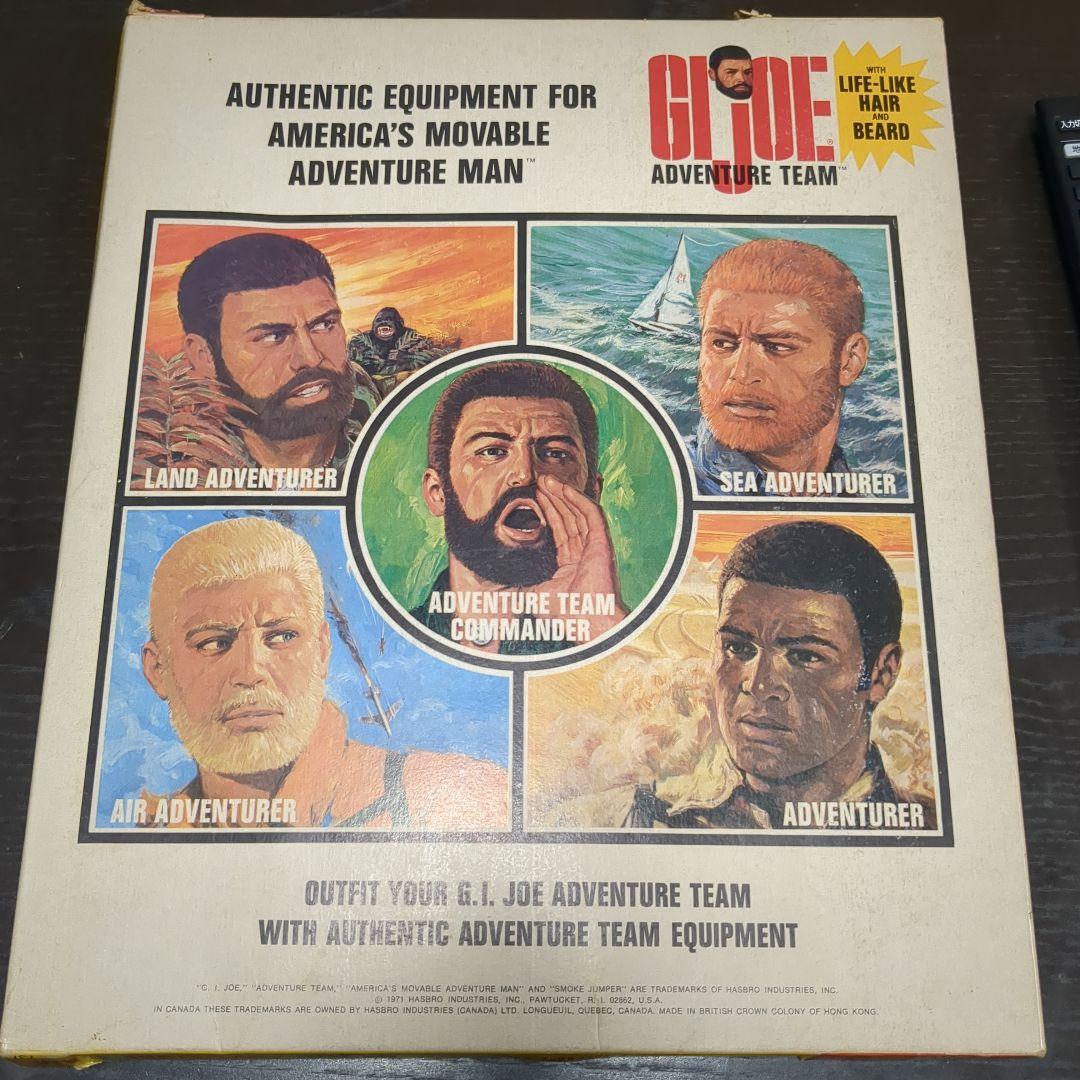 AUTHENTIC EQUIPMENT FOR
AMERICA'S MOVABLE
ADVENTURE MAN™
GI JOE®
ADVENTURE TEAM™
WITH
LIFE-LIKE
HAIR
AND
BEARD
LAND ADVENTURER
SEA ADVENTURER
ADVENTURE TEAM
COMMANDER
AIR ADVENTURER
ADVENTURER
OUTFIT YOUR G.I. JOE ADVENTURE TEAM
WITH AUTHENTIC ADVENTURE TEAM EQUIPMENT
"G. I. JOE," "ADVENTURE TEAM," "AMERICA'S MOVABLE ADVENTURE MAN" AND "SMOKE JUMPER" ARE TRADEMARKS OF HASBRO INDUSTRIES, INC.
© 1971 HASBRO INDUSTRIES, INC., PAWTUCKET, R. I. 02862, U.S.A.
IN CANADA THESE TRADEMARKS ARE OWNED BY HASBRO INDUSTRIES (CANADA) LTD. LONGUEUIL, QUEBEC, CANADA. MADE IN BRITISH CROWN COLONY OF HONG KONG.
入力切